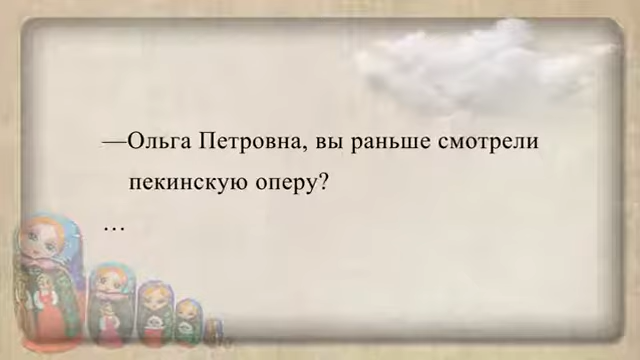 —Ольга Петровна, вы раньше смотрели
пекинскую оперу?
…